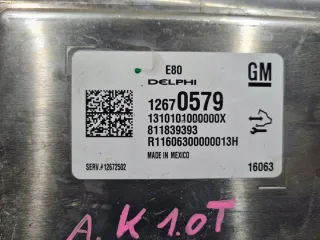 E80
DELPHI
GM
12670579
1310101000000X
811839393
R11606300000013H
MADE IN MEXICO
SERV.#12672502
16063
A. K 1.0T